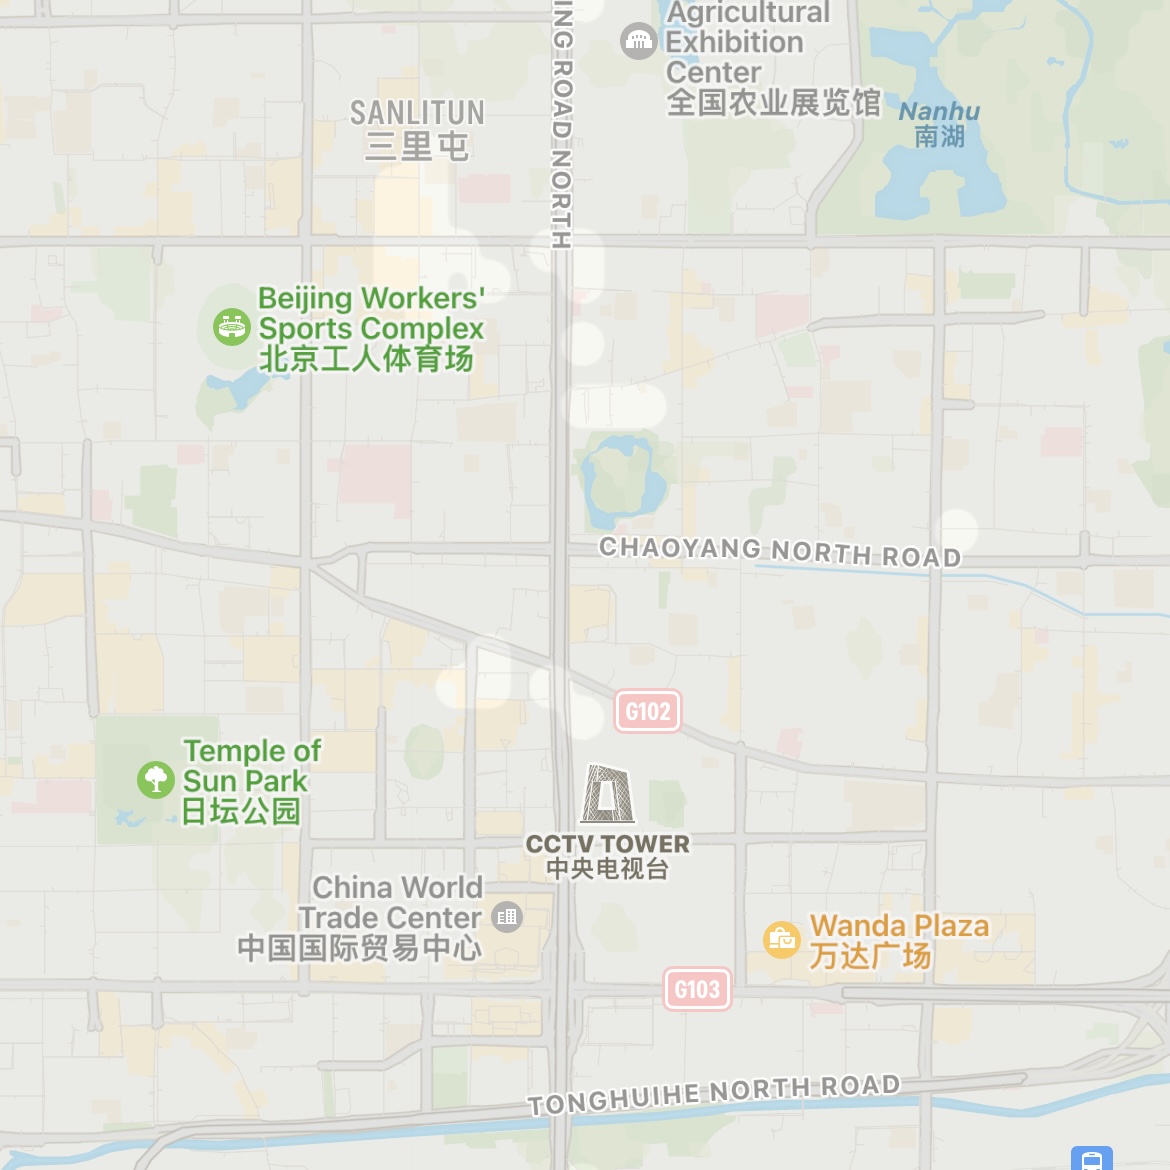 Agricultural
Exhibition
Center
全国农业展览馆
ING ROAD NORTH
SANLITUN
三里屯
Nanhu
南湖
Beijing Workers'
Sports Complex
北京工人体育场
CHAOYANG NORTH ROAD
G102
Temple of
Sun Park
日坛公园
CCTV TOWER
中央电视台
China World
Trade Center
中国国际贸易中心
Wanda Plaza
万达广场
G103
TONGHUIHE NORTH ROAD